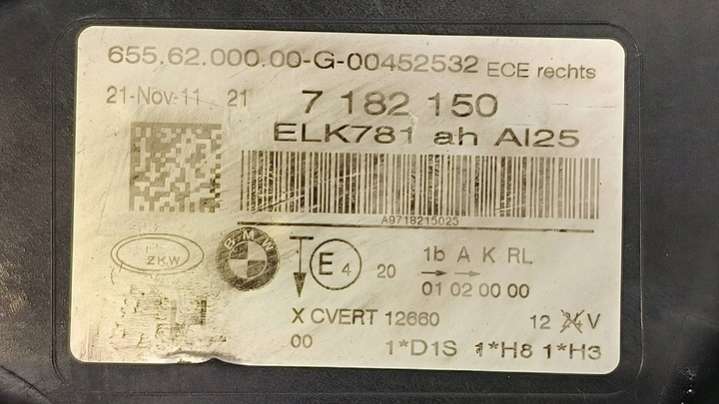 655.62.000.00-G-00452532 ECE rechts
21-Nov-11 21 7 182 150
ELK781 ah AI25
A9718215025
ZKW
BMW
E 4 20 1b A K RL
01 02 00 00
X CVERT 12660 12 24 V
00 1*D1S 1*H8 1*H3